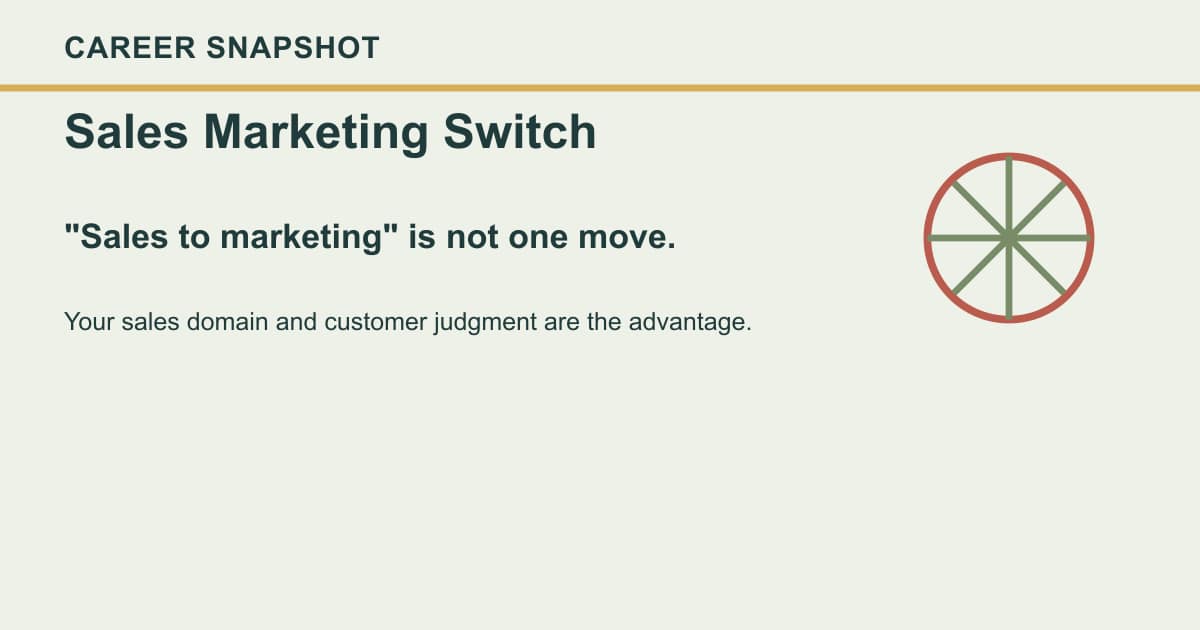 CAREER SNAPSHOT
Sales Marketing Switch
"Sales to marketing" is not one move.
Your sales domain and customer judgment are the advantage.